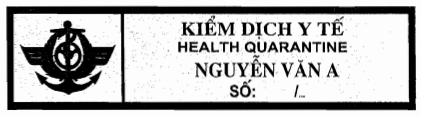 KIỂM DỊCH Y TẾ
HEALTH QUARANTINE
NGUYỄN VĂN A
SỐ: /...